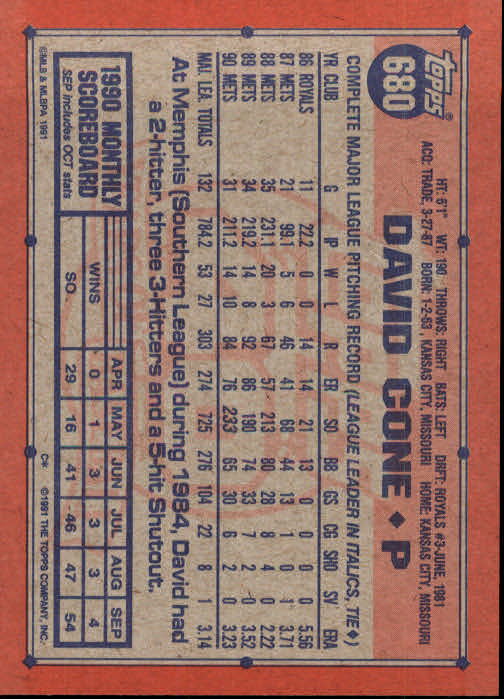 topps®
680
HT: 6'1" WT: 190 THROWS: RIGHT BATS: LEFT DRFT: ROYALS #3-JUNE, 1981
ACQ: TRADE, 3-27-87 BORN: 1-2-63, KANSAS CITY, MISSOURI HOME: KANSAS CITY, MISSOURI
DAVID CONE ♦ P
COMPLETE MAJOR LEAGUE PITCHING RECORD (LEAGUE LEADER IN ITALICS, TIE♦)
YR CLUB G IP W L R ER SO BB GS CG SHO SV ERA
86 ROYALS 11 22.2 0 0 14 14 21 13 0 0 0 0 5.56
87 METS 21 99.1 5 6 46 41 68 44 13 1 0 1 3.71
88 METS 35 231.1 20 3 67 57 213 80 28 8 4 0 2.22
89 METS 34 219.2 14 8 92 86 190 74 33 7 2 0 3.52
90 METS 31 211.2 14 10 84 76 233 65 30 6 2 0 3.23
MAJ. LEA. TOTALS 132 784.2 53 27 303 274 725 276 104 22 8 1 3.14
At Memphis (Southern League) during 1984, David had
a 2-hitter, three 3-Hitters and a 5-hit Shutout.
1990 MONTHLY
SCOREBOARD
SEP Includes OCT stats
APR MAY JUN JUL AUG SEP
WINS 0 1 3 3 3 4
SO 29 16 41 46 47 54
©MLB & MLBPA 1991
C* ©1991 THE TOPPS COMPANY, INC.